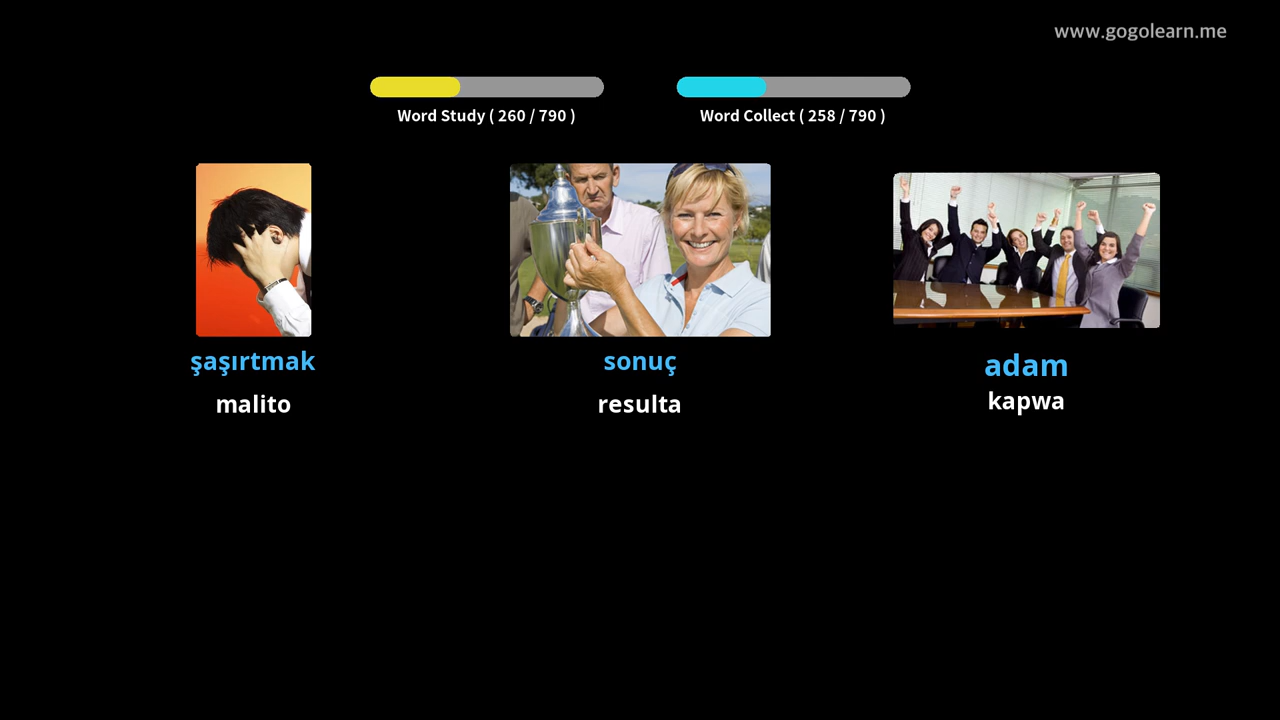 www.gogolearn.me
Word Study ( 260 / 790 )
Word Collect ( 258 / 790 )
şaşırtmak
malito
sonuç
resulta
adam
kapwa